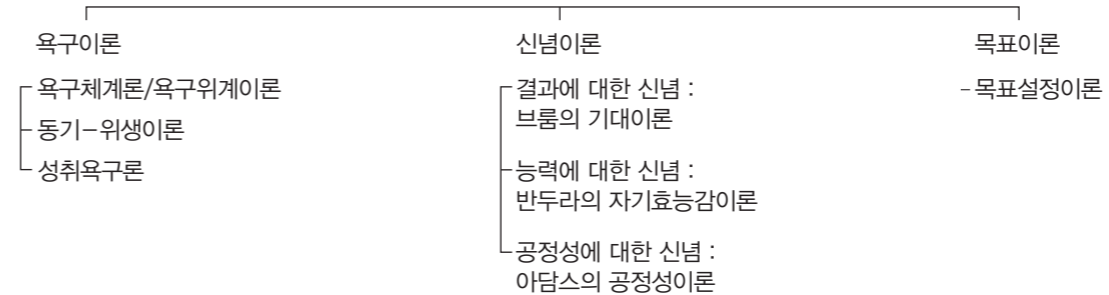 욕구이론
욕구체계론/욕구위계이론
동기-위생이론
성취욕구론
신념이론
결과에 대한 신념 :
브룸의 기대이론
능력에 대한 신념 :
반두라의 자기효능감이론
공정성에 대한 신념 :
아담스의 공정성이론
목표이론
목표설정이론